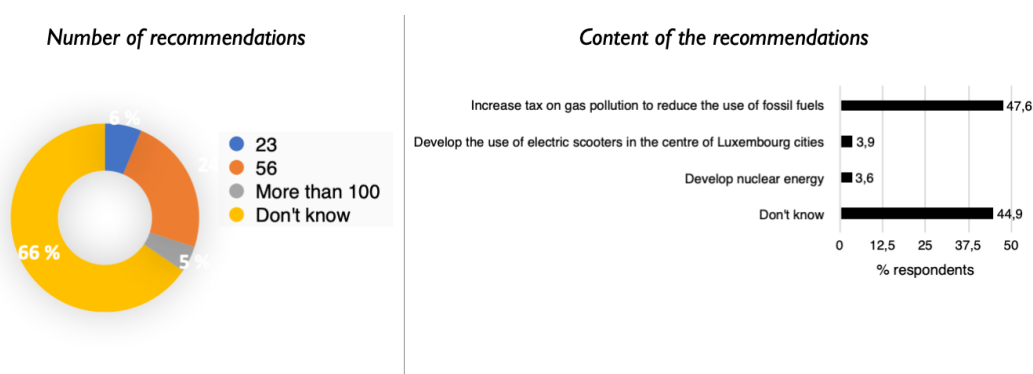 Number of recommendations
6 %
66 %
5 %
23
56
More than 100
Don't know
Content of the recommendations
Increase tax on gas pollution to reduce the use of fossil fuels
47,6
Develop the use of electric scooters in the centre of Luxembourg cities
3,9
Develop nuclear energy
3,6
Don't know
44,9
0 12,5 25 37,5 50
% respondents